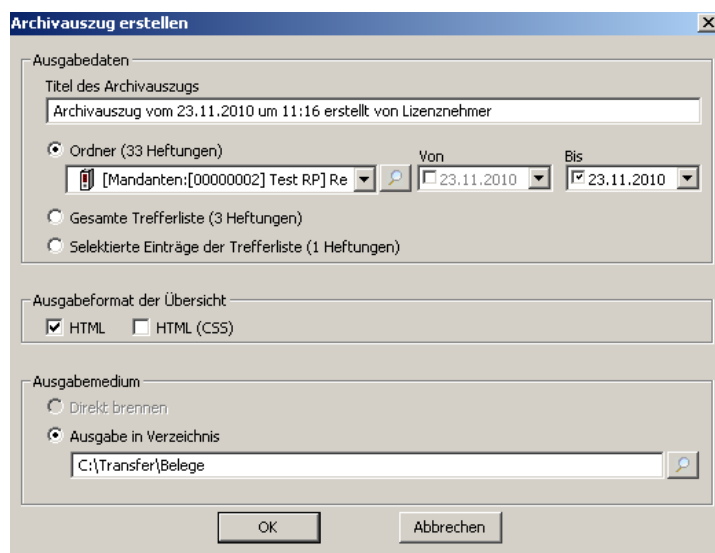 Archivauszug erstellen
Ausgabedaten
Titel des Archivauszugs
Archivauszug vom 23.11.2010 um 11:16 erstellt von Lizenznehmer
Ordner (33 Heftungen)
Von
Bis
[Mandanten:[00000002] Test RP] Re
23.11.2010
23.11.2010
Gesamte Trefferliste (3 Heftungen)
Selektierte Einträge der Trefferliste (1 Heftungen)
Ausgabeformat der Übersicht
HTML
HTML (CSS)
Ausgabemedium
Direkt brennen
Ausgabe in Verzeichnis
C:\Transfer\Belege
OK
Abbrechen